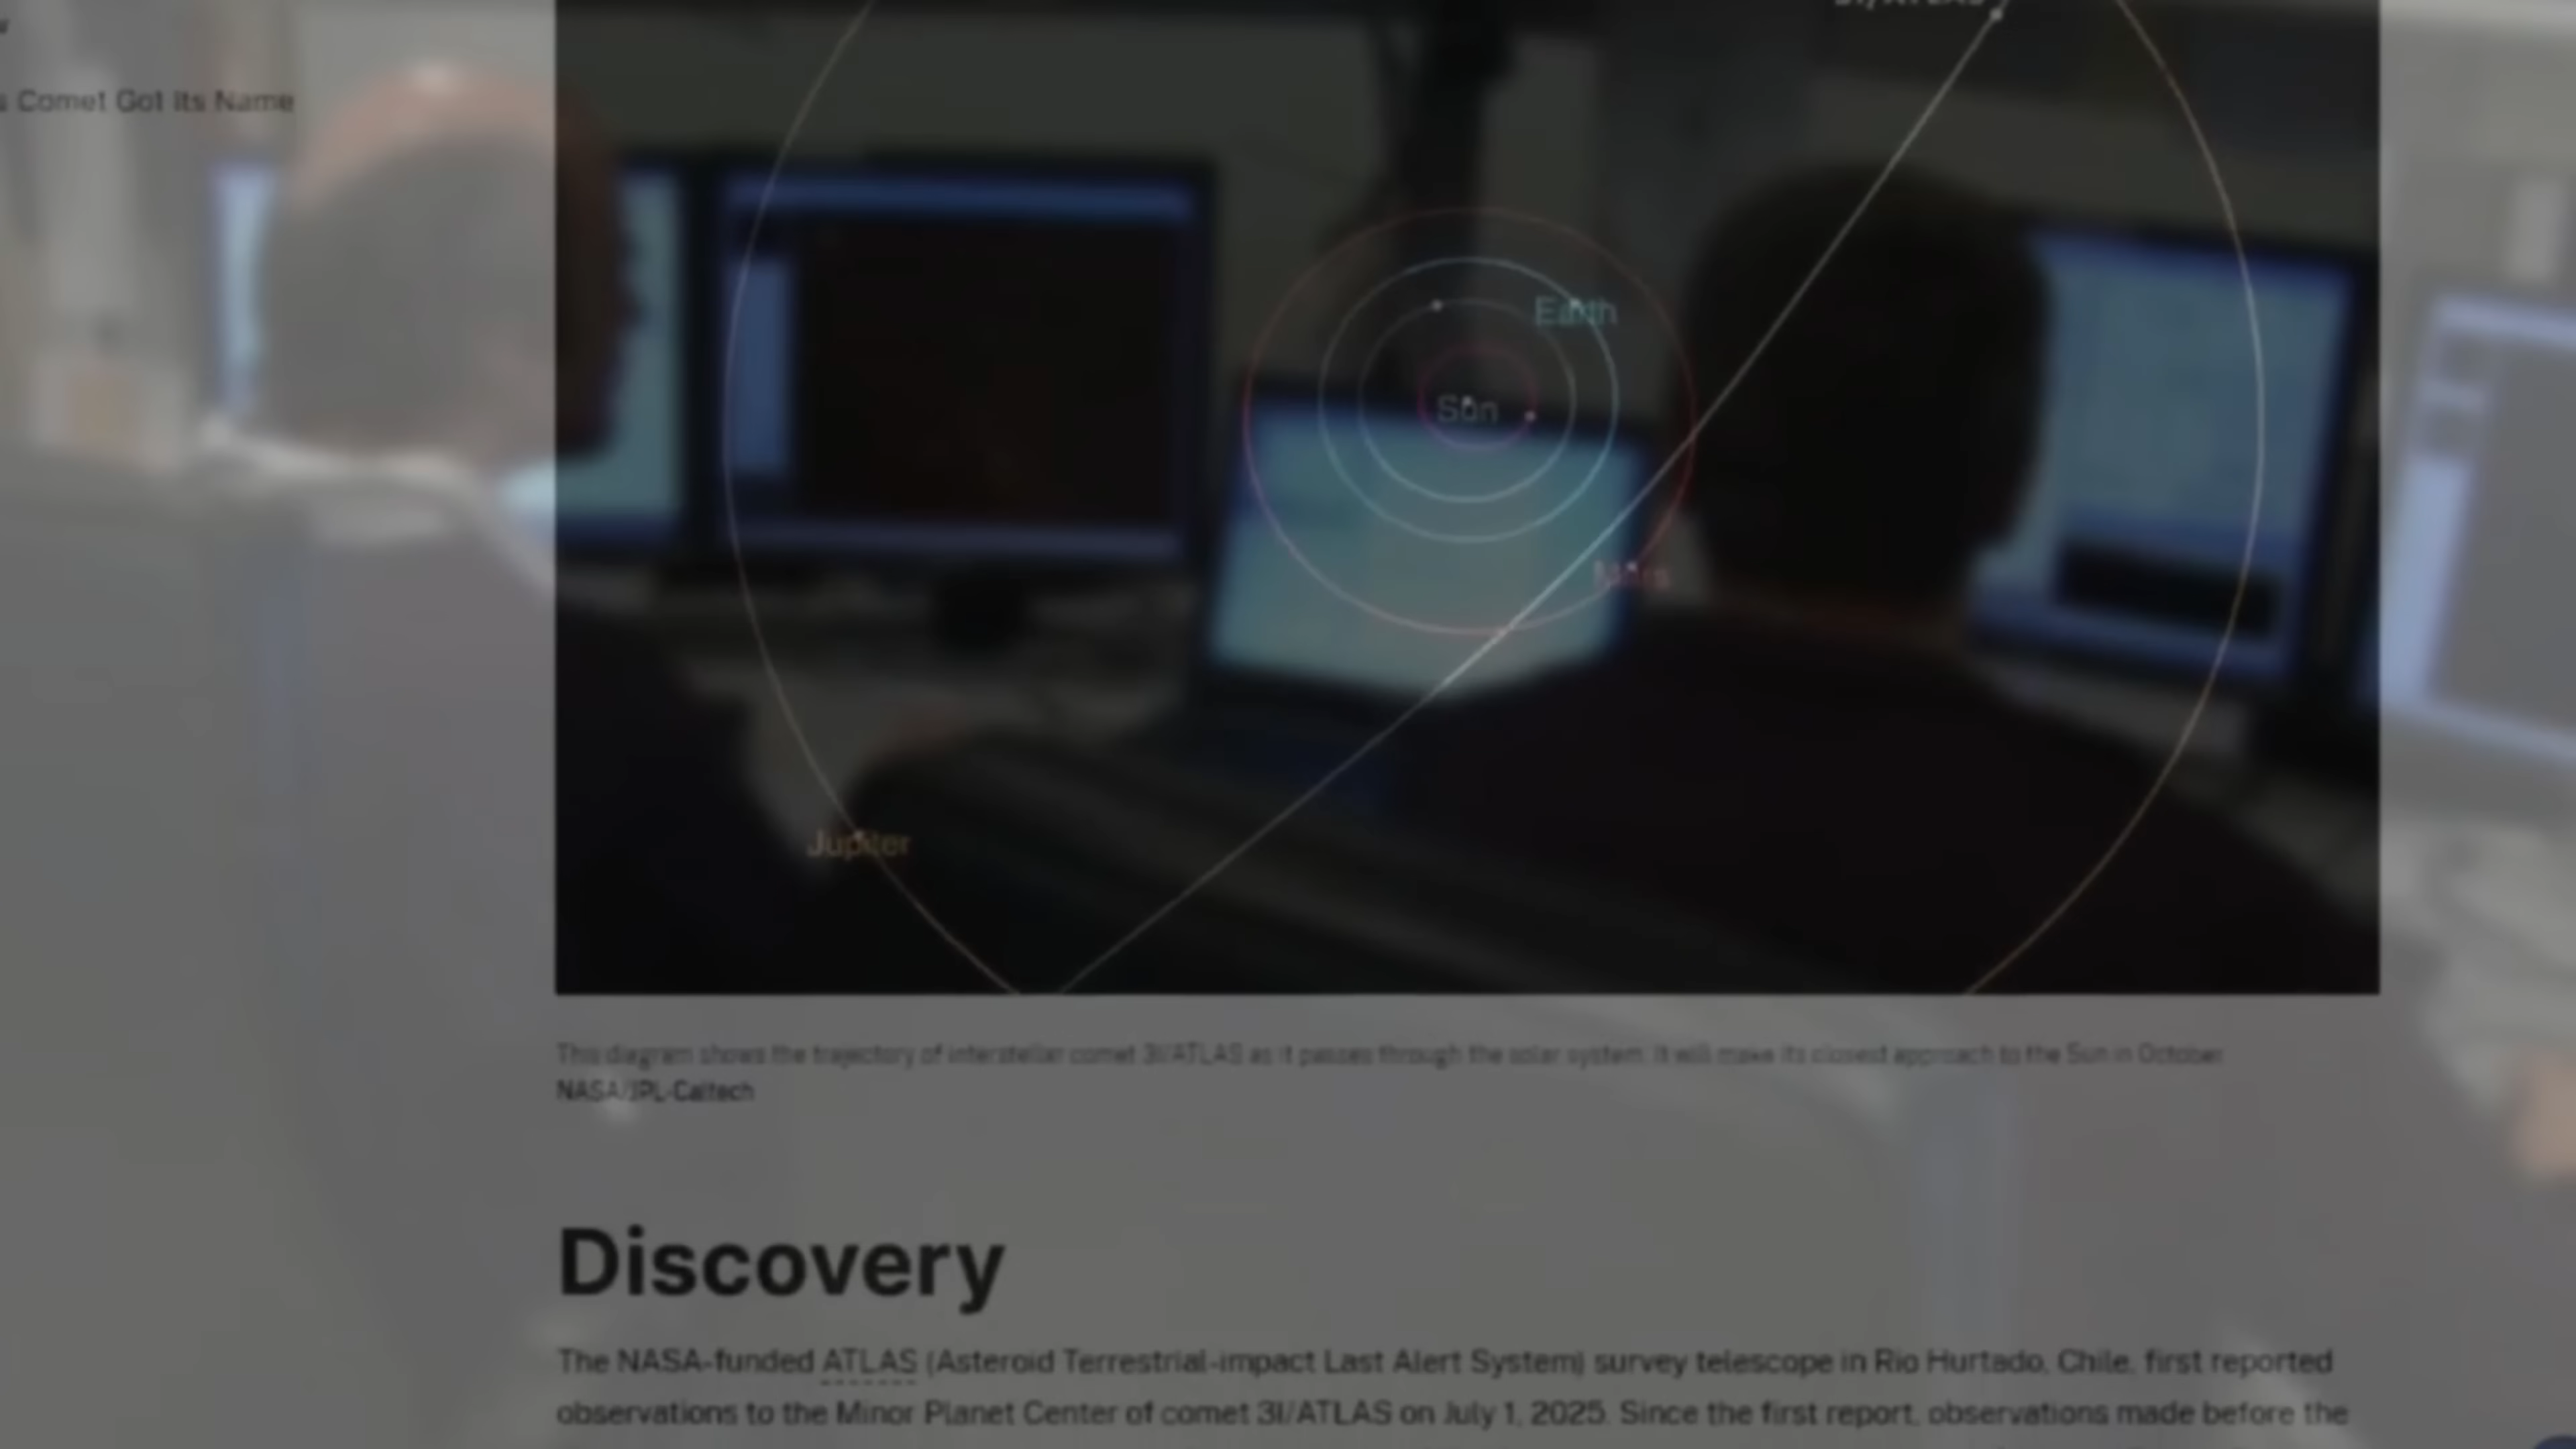 s Comet Got Its Name
3I/ATLAS
Earth
Sun
Mars
Jupiter
This diagram shows the trajectory of interstellar comet 3I/ATLAS as it passes through the solar system. It will make its closest approach to the Sun in October.
NASA/JPL-Caltech
Discovery
The NASA-funded ATLAS (Asteroid Terrestrial-impact Last Alert System) survey telescope in Rio Hurtado, Chile, first reported
observations to the Minor Planet Center of comet 3I/ATLAS on July 1, 2025. Since the first report, observations made before the